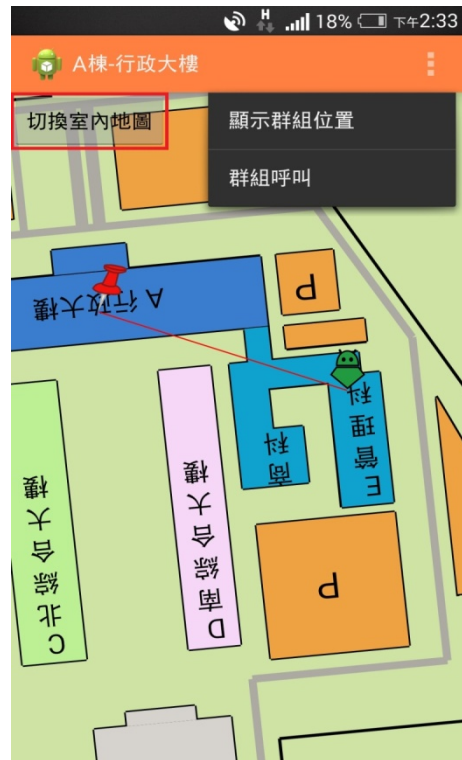 H 18% 下午2:33
A棟-行政大樓
切換室內地圖
顯示群組位置
群組呼叫
A 行政大樓
P
E管理科
商科
D南綜合大樓
C北綜合大樓
P